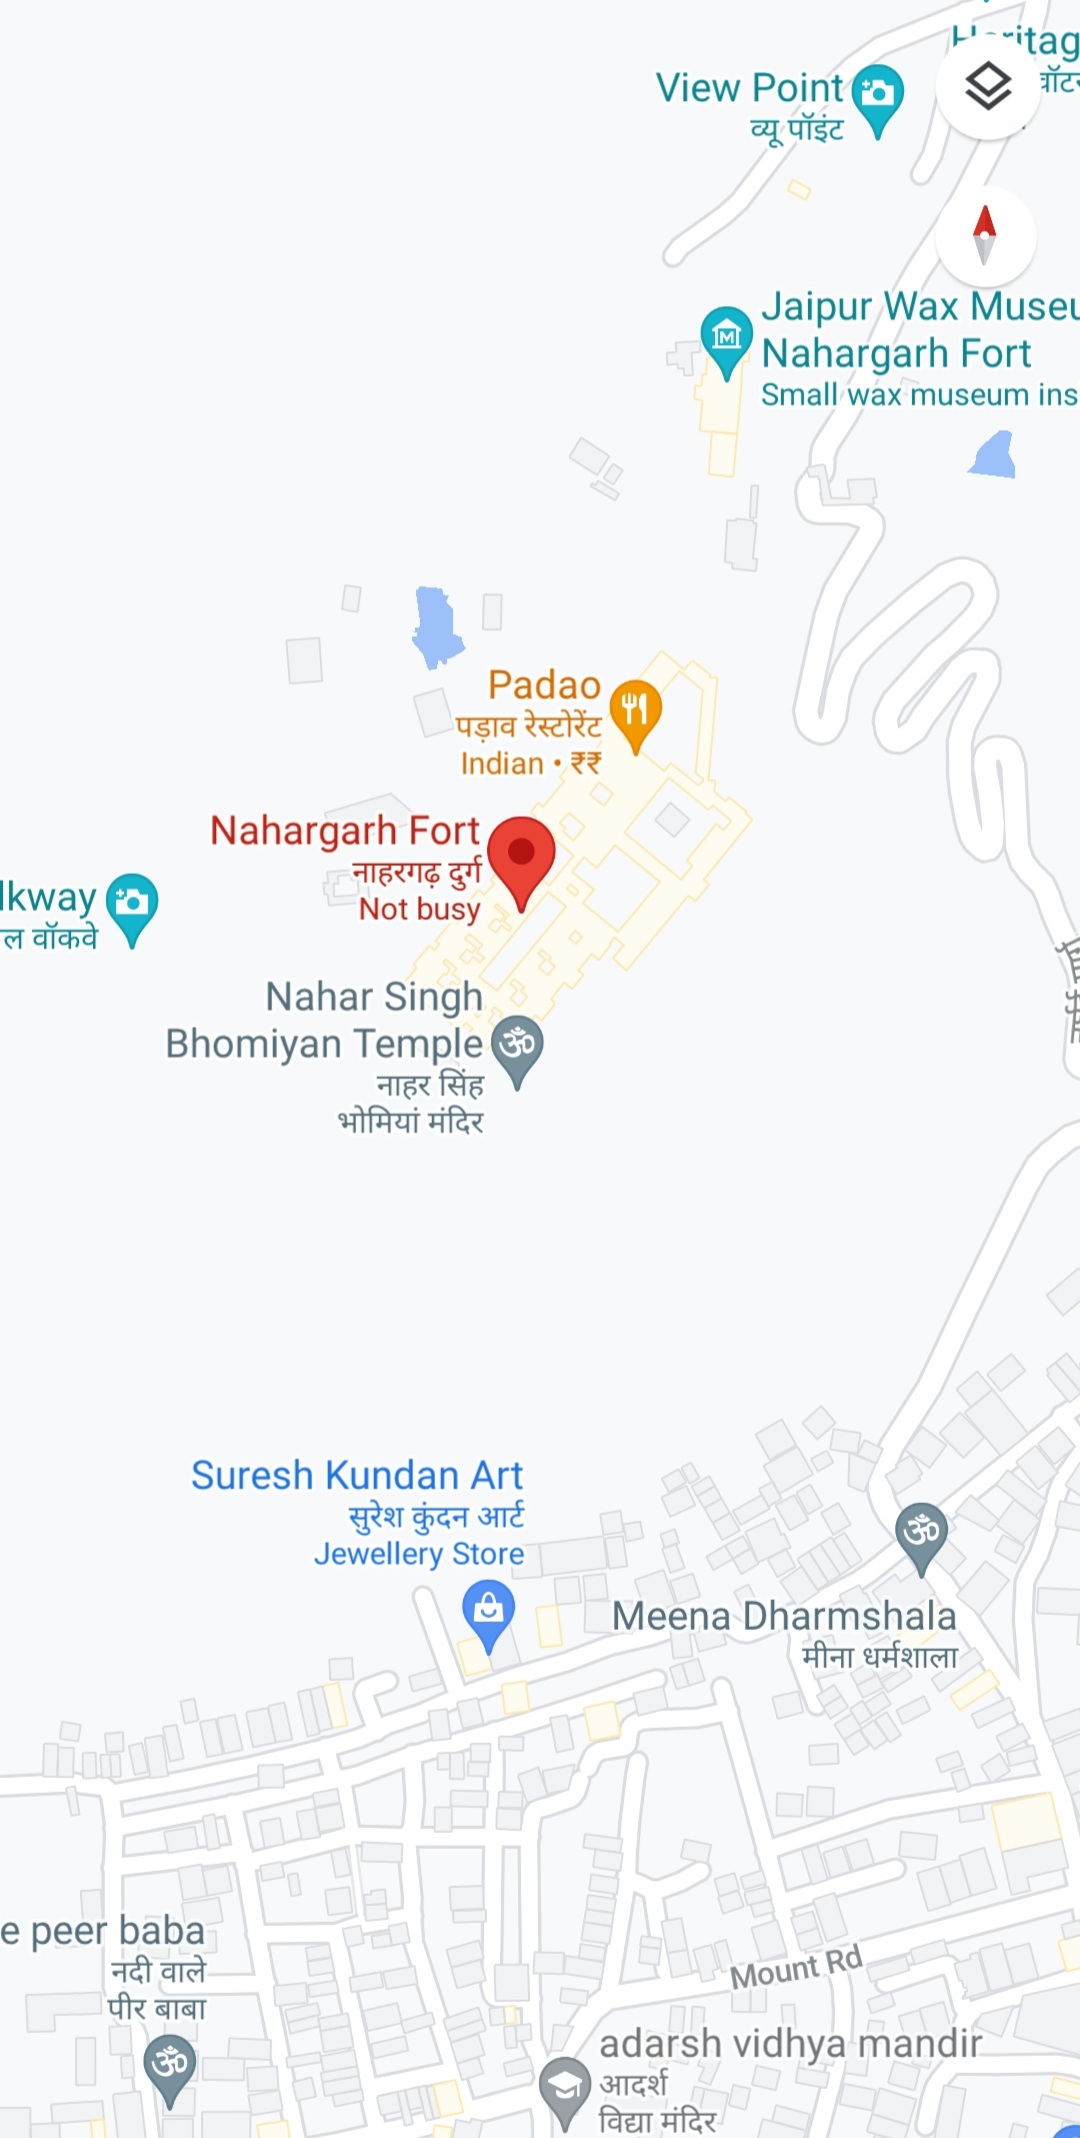 Heritag
वॉटर
View Point
व्यू पॉइंट
Jaipur Wax Museu
Nahargarh Fort
Small wax museum ins
Padao
पड़ाव रेस्टोरेंट
Indian • ₹₹
Nahargarh Fort
नाहरगढ़ दुर्ग
Not busy
lkway
ल वॉकवे
Nahar Singh
Bhomiyan Temple
नाहर सिंह
भोमियां मंदिर
Suresh Kundan Art
सुरेश कुंदन आर्ट
Jewellery Store
Meena Dharmshala
मीना धर्मशाला
e peer baba
नदी वाले
पीर बाबा
Mount Rd
adarsh vidhya mandir
आदर्श
विद्या मंदिर